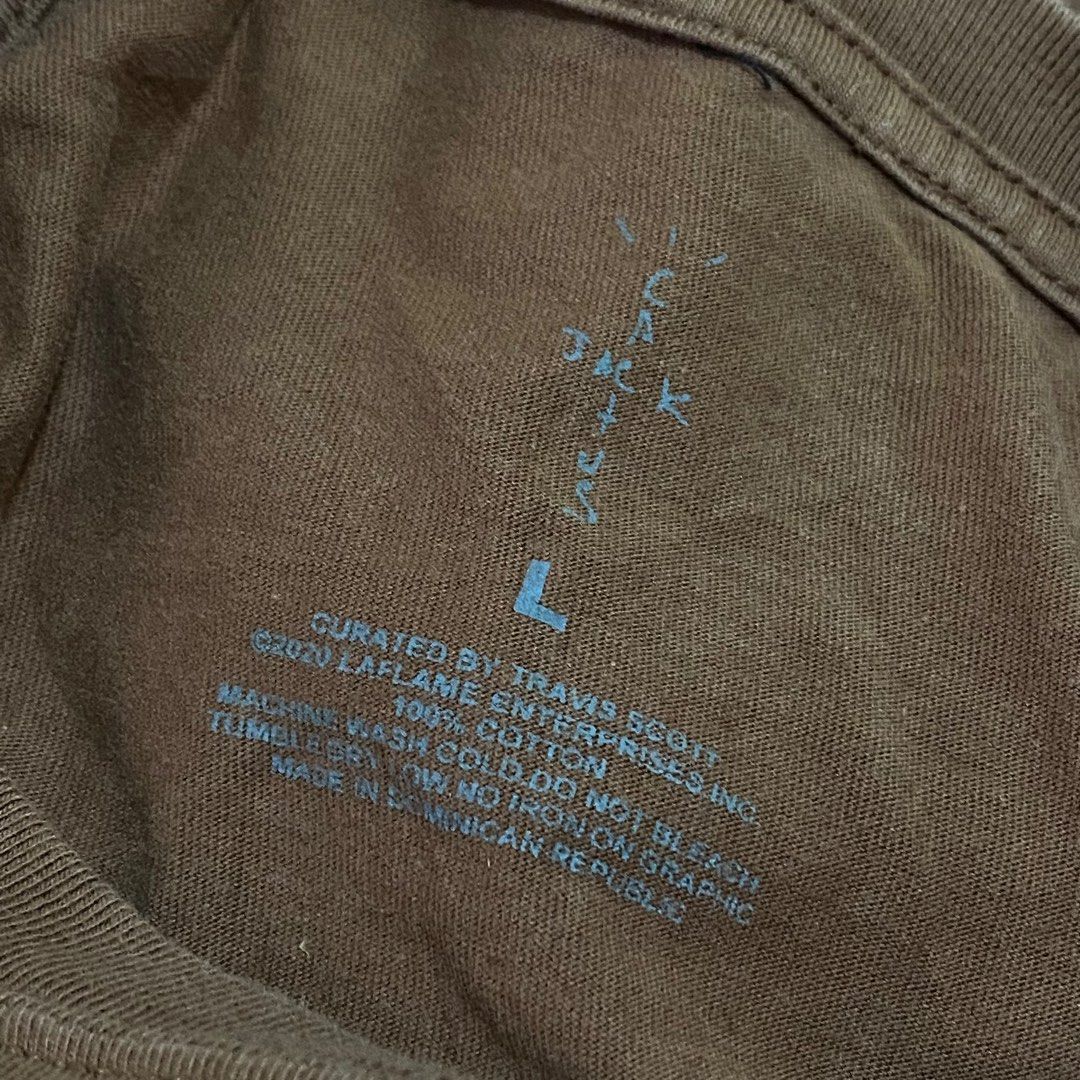 CACTUS
JACK
L
CURATED BY TRAVIS SCOTT
©2020 LAFLAME ENTERPRISES INC.
100% COTTON
MACHINE WASH COLD.DO NOT BLEACH
TUMBLE DRY LOW.NO IRON ON GRAPHIC
MADE IN DOMINICAN REPUBLIC